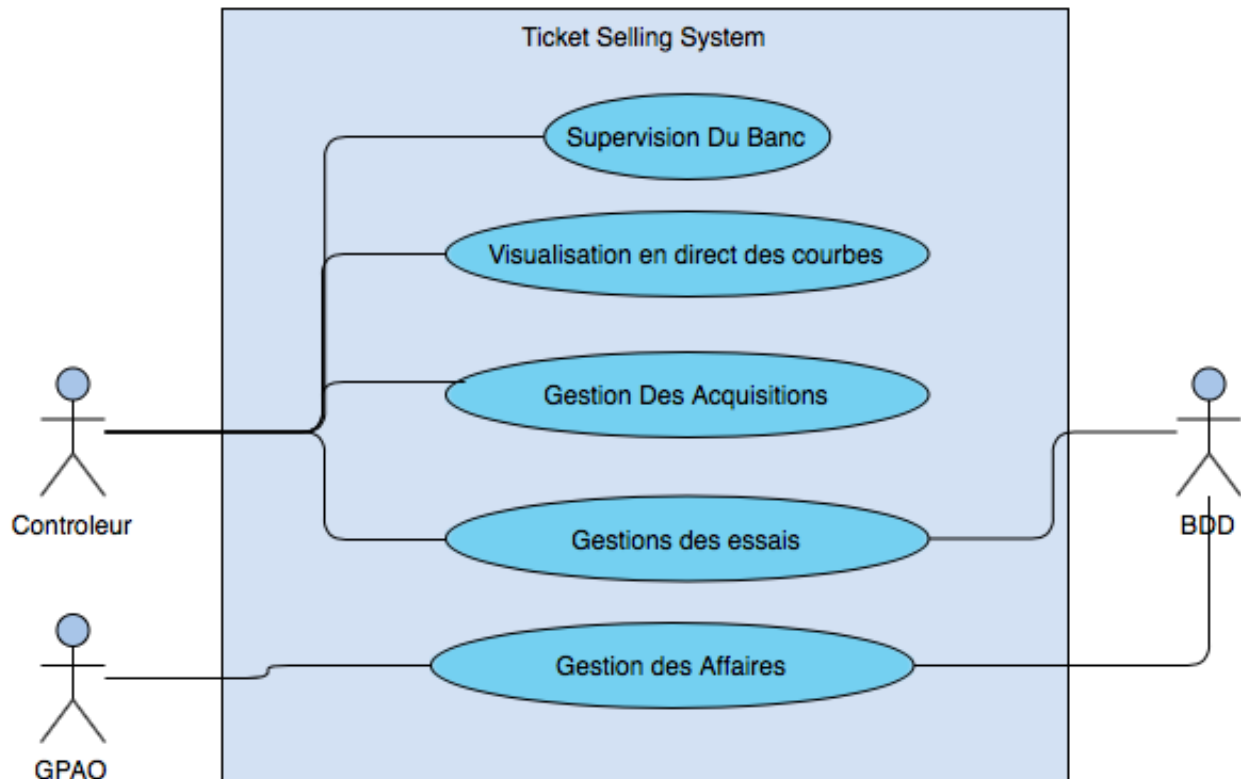 Ticket Selling System
Supervision Du Banc
Visualisation en direct des courbes
Gestion Des Acquisitions
Controleur
BDD
Gestions des essais
Gestion des Affaires
GPAO